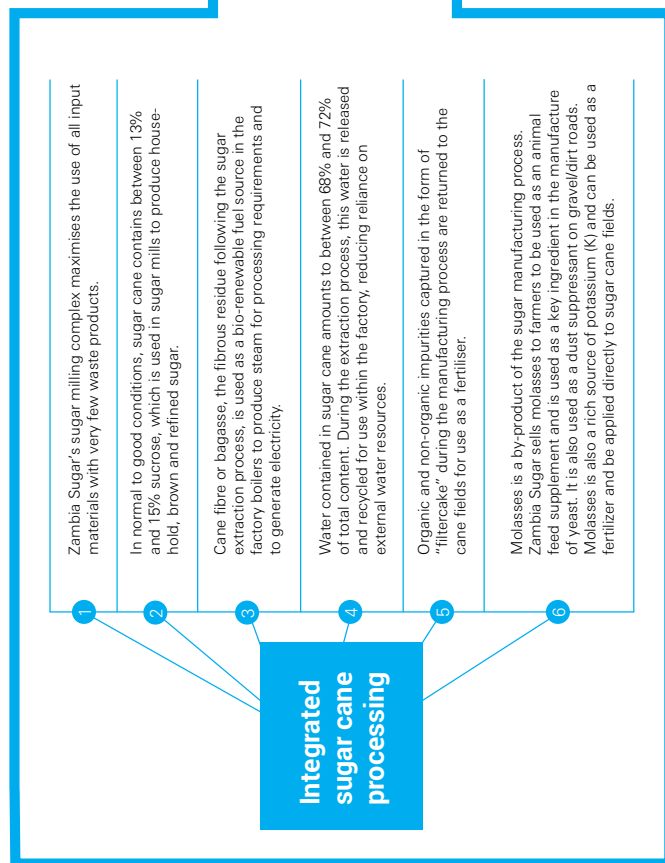 Integrated
sugar cane
processing
1
Zambia Sugar's sugar milling complex maximises the use of all input
materials with very few waste products.
2
In normal to good conditions, sugar cane contains between 13%
and 15% sucrose, which is used in sugar mills to produce house-
hold, brown and refined sugar.
3
Cane fibre or bagasse, the fibrous residue following the sugar
extraction process, is used as a bio-renewable fuel source in the
factory boilers to produce steam for processing requirements and
to generate electricity.
4
Water contained in sugar cane amounts to between 68% and 72%
of total content. During the extraction process, this water is released
and recycled for use within the factory, reducing reliance on
external water resources.
5
Organic and non-organic impurities captured in the form of
“filtercake” during the manufacturing process are returned to the
cane fields for use as a fertiliser.
6
Molasses is a by-product of the sugar manufacturing process.
Zambia Sugar sells molasses to farmers to be used as an animal
feed supplement and is used as a key ingredient in the manufacture
of yeast. It is also used as a dust suppressant on gravel/dirt roads.
Molasses is also a rich source of potassium (K) and can be used as a
fertilizer and be applied directly to sugar cane fields.